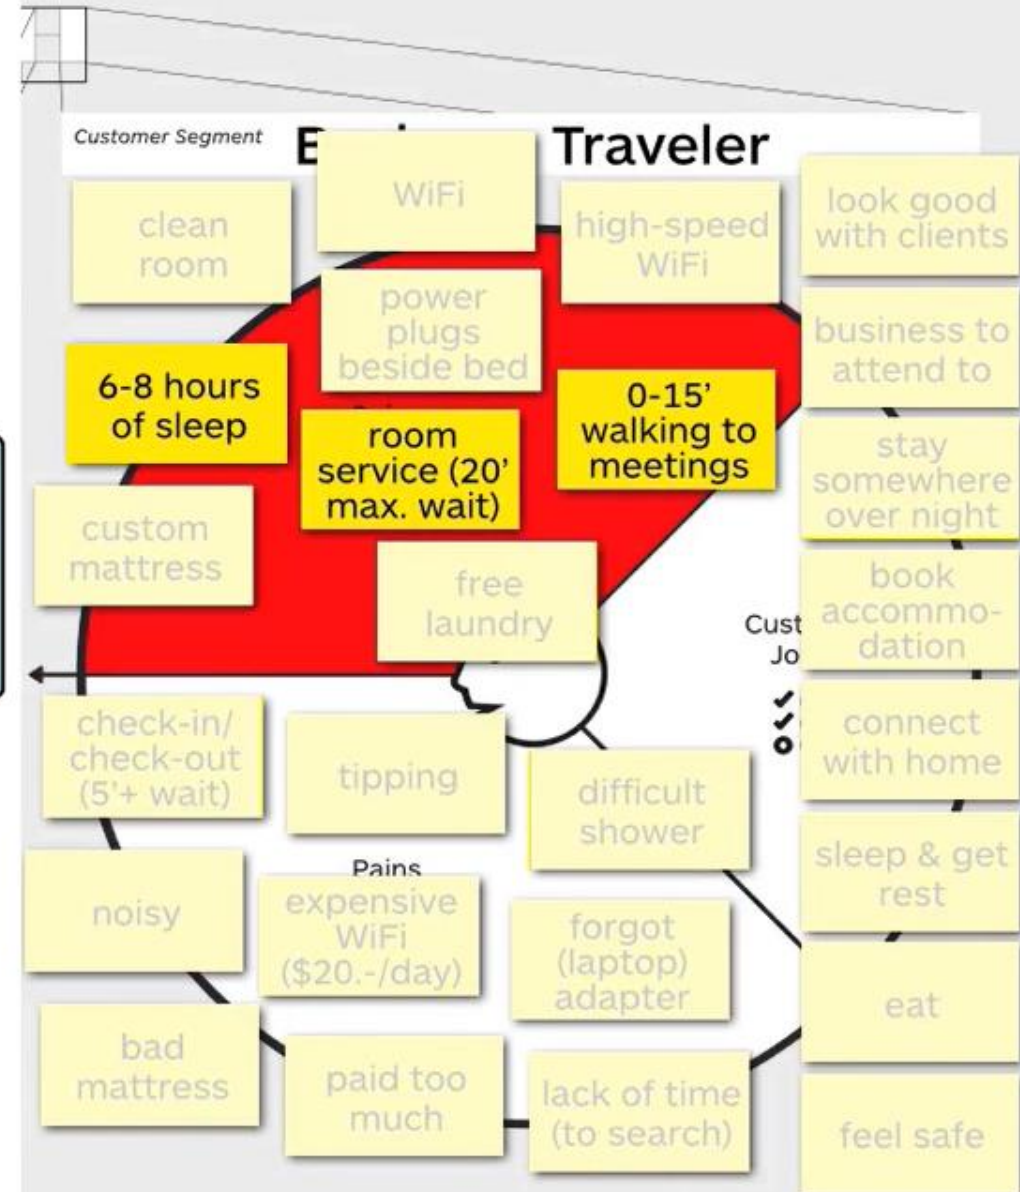 Customer Segment
B Traveler
clean
room
WiFi
high-speed
WiFi
look good
with clients
power
plugs
beside bed
business to
attend to
6-8 hours
of sleep
room
service (20’
max. wait)
0-15’
walking to
meetings
stay
somewhere
over night
custom
mattress
free
laundry
book
accommo-
dation
Cust
Jo
check-in/
check-out
(5'+ wait)
tipping
difficult
shower
connect
with home
Pains
noisy
expensive
WiFi
($20.-/day)
forgot
(laptop)
adapter
sleep & get
rest
eat
bad
mattress
paid too
much
lack of time
(to search)
feel safe